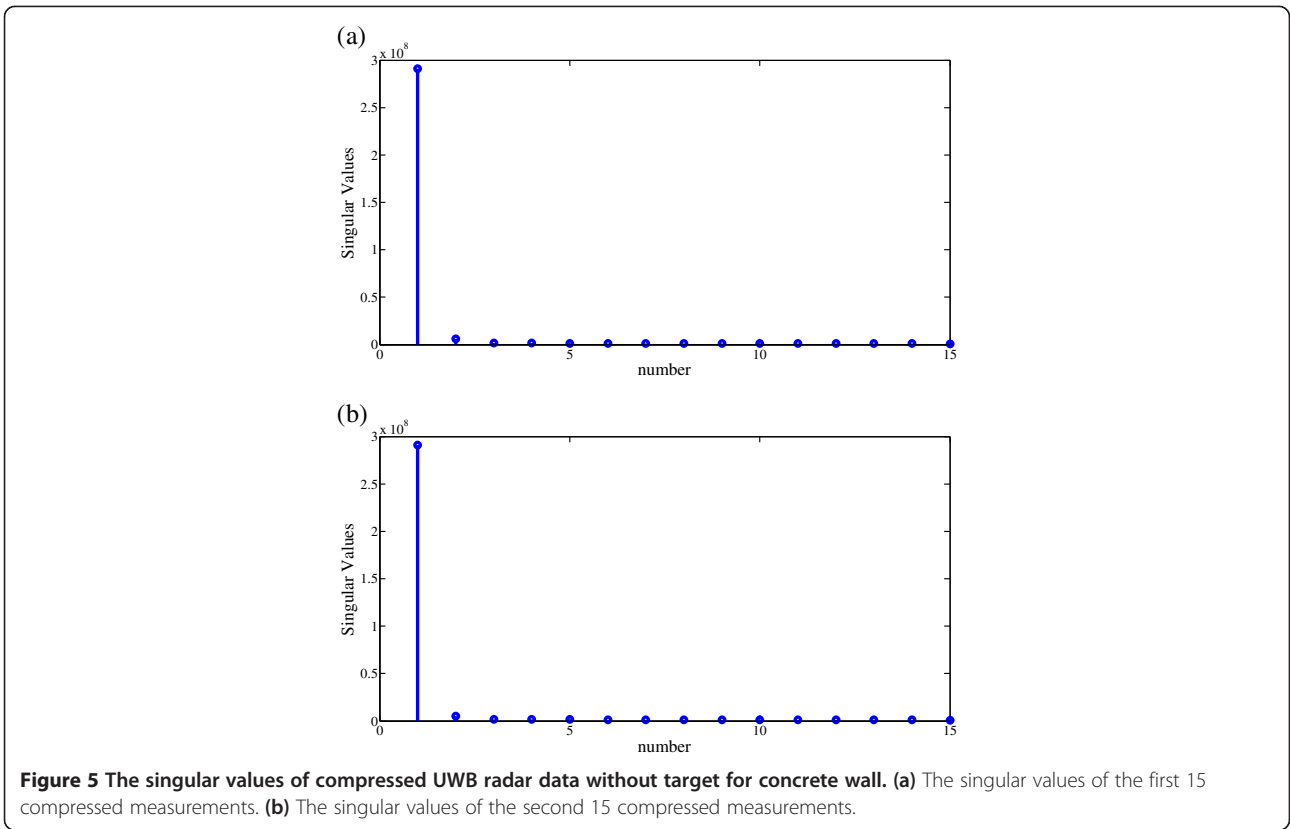 (a)
x 10^8
3
2.5
2
1.5
1
0.5
0
Singular Values
0 5 10 15
number
(b)
x 10^8
3
2.5
2
1.5
1
0.5
0
Singular Values
0 5 10 15
number
Figure 5 The singular values of compressed UWB radar data without target for concrete wall. (a) The singular values of the first 15
compressed measurements. (b) The singular values of the second 15 compressed measurements.